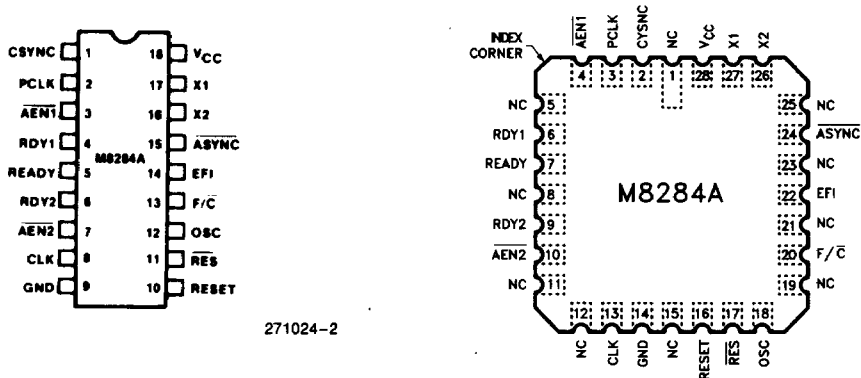 CSYNC 1 18 VCC
PCLK 2 17 X1
AEN1 3 16 X2
RDY1 4 15 ASYNC
M8284A
READY 5 14 EFI
RDY2 6 13 F/C
AEN2 7 12 OSC
CLK 8 11 RES
GND 9 10 RESET
271024-2
INDEX
CORNER
AEN1 PCLK CYSNC NC VCC X1 X2
4 3 2 1 28 27 26
NC 5 25 NC
RDY1 6 24 ASYNC
READY 7 23 NC
NC 8 M8284A 22 EFI
RDY2 9 21 NC
AEN2 10 20 F/C
NC 11 19 NC
12 13 14 15 16 17 18
NC CLK GND NC RESET RES OSC